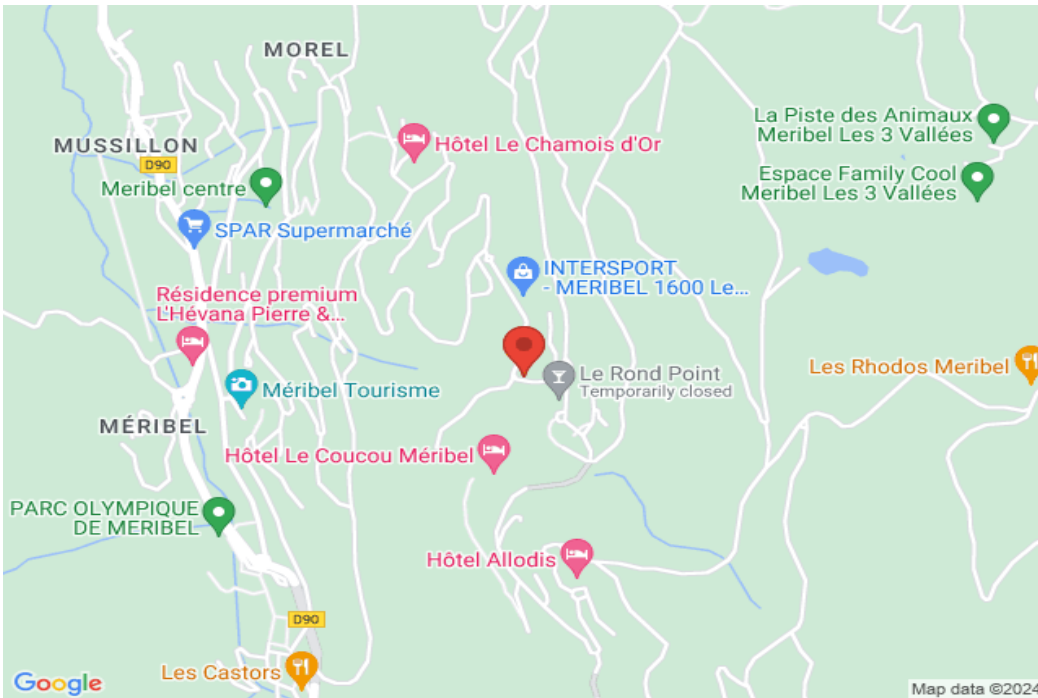 MOREL
La Piste des Animaux
Meribel Les 3 Vallées
MUSSILLON
D90
Hôtel Le Chamois d'Or
Espace Family Cool
Meribel Les 3 Vallées
Meribel centre
SPAR Supermarché
INTERSPORT
- MERIBEL 1600 Le...
Résidence premium
L'Hévana Pierre &...
Les Rhodos Meribel
Le Rond Point
Temporarily closed
Méribel Tourisme
MÉRIBEL
Hôtel Le Coucou Méribel
PARC OLYMPIQUE
DE MERIBEL
Hôtel Allodis
D90
Les Castors
Google
Map data ©2024